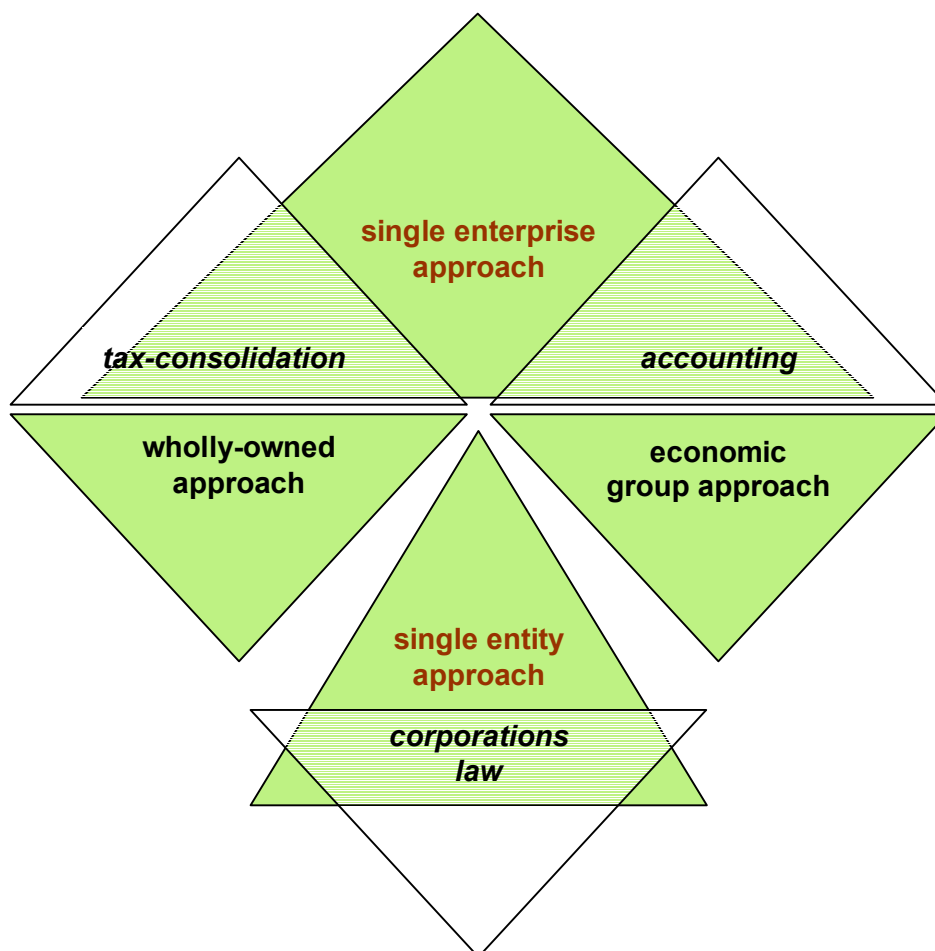 single enterprise
approach
tax-consolidation
accounting
wholly-owned
approach
economic
group approach
single entity
approach
corporations
law